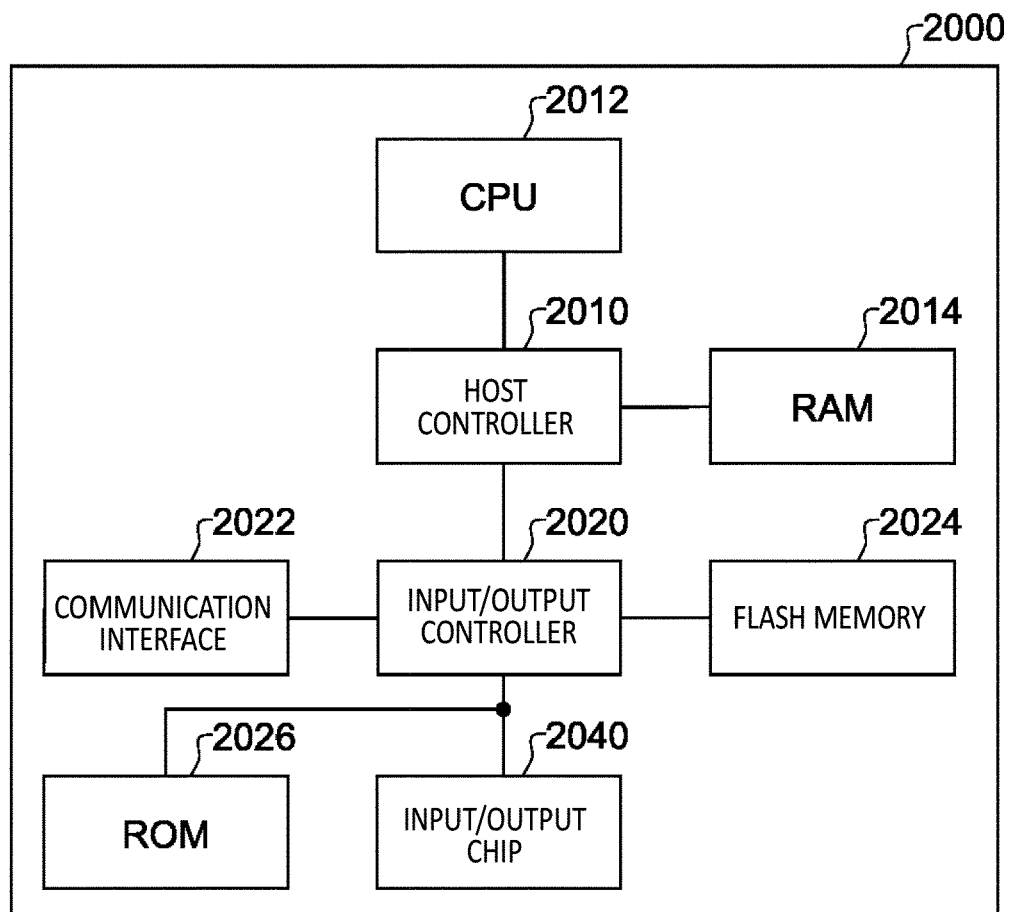 2000
2012
CPU
2010
2014
HOST
CONTROLLER
RAM
2022
2020
2024
COMMUNICATION
INTERFACE
INPUT/OUTPUT
CONTROLLER
FLASH MEMORY
2026
2040
ROM
INPUT/OUTPUT
CHIP